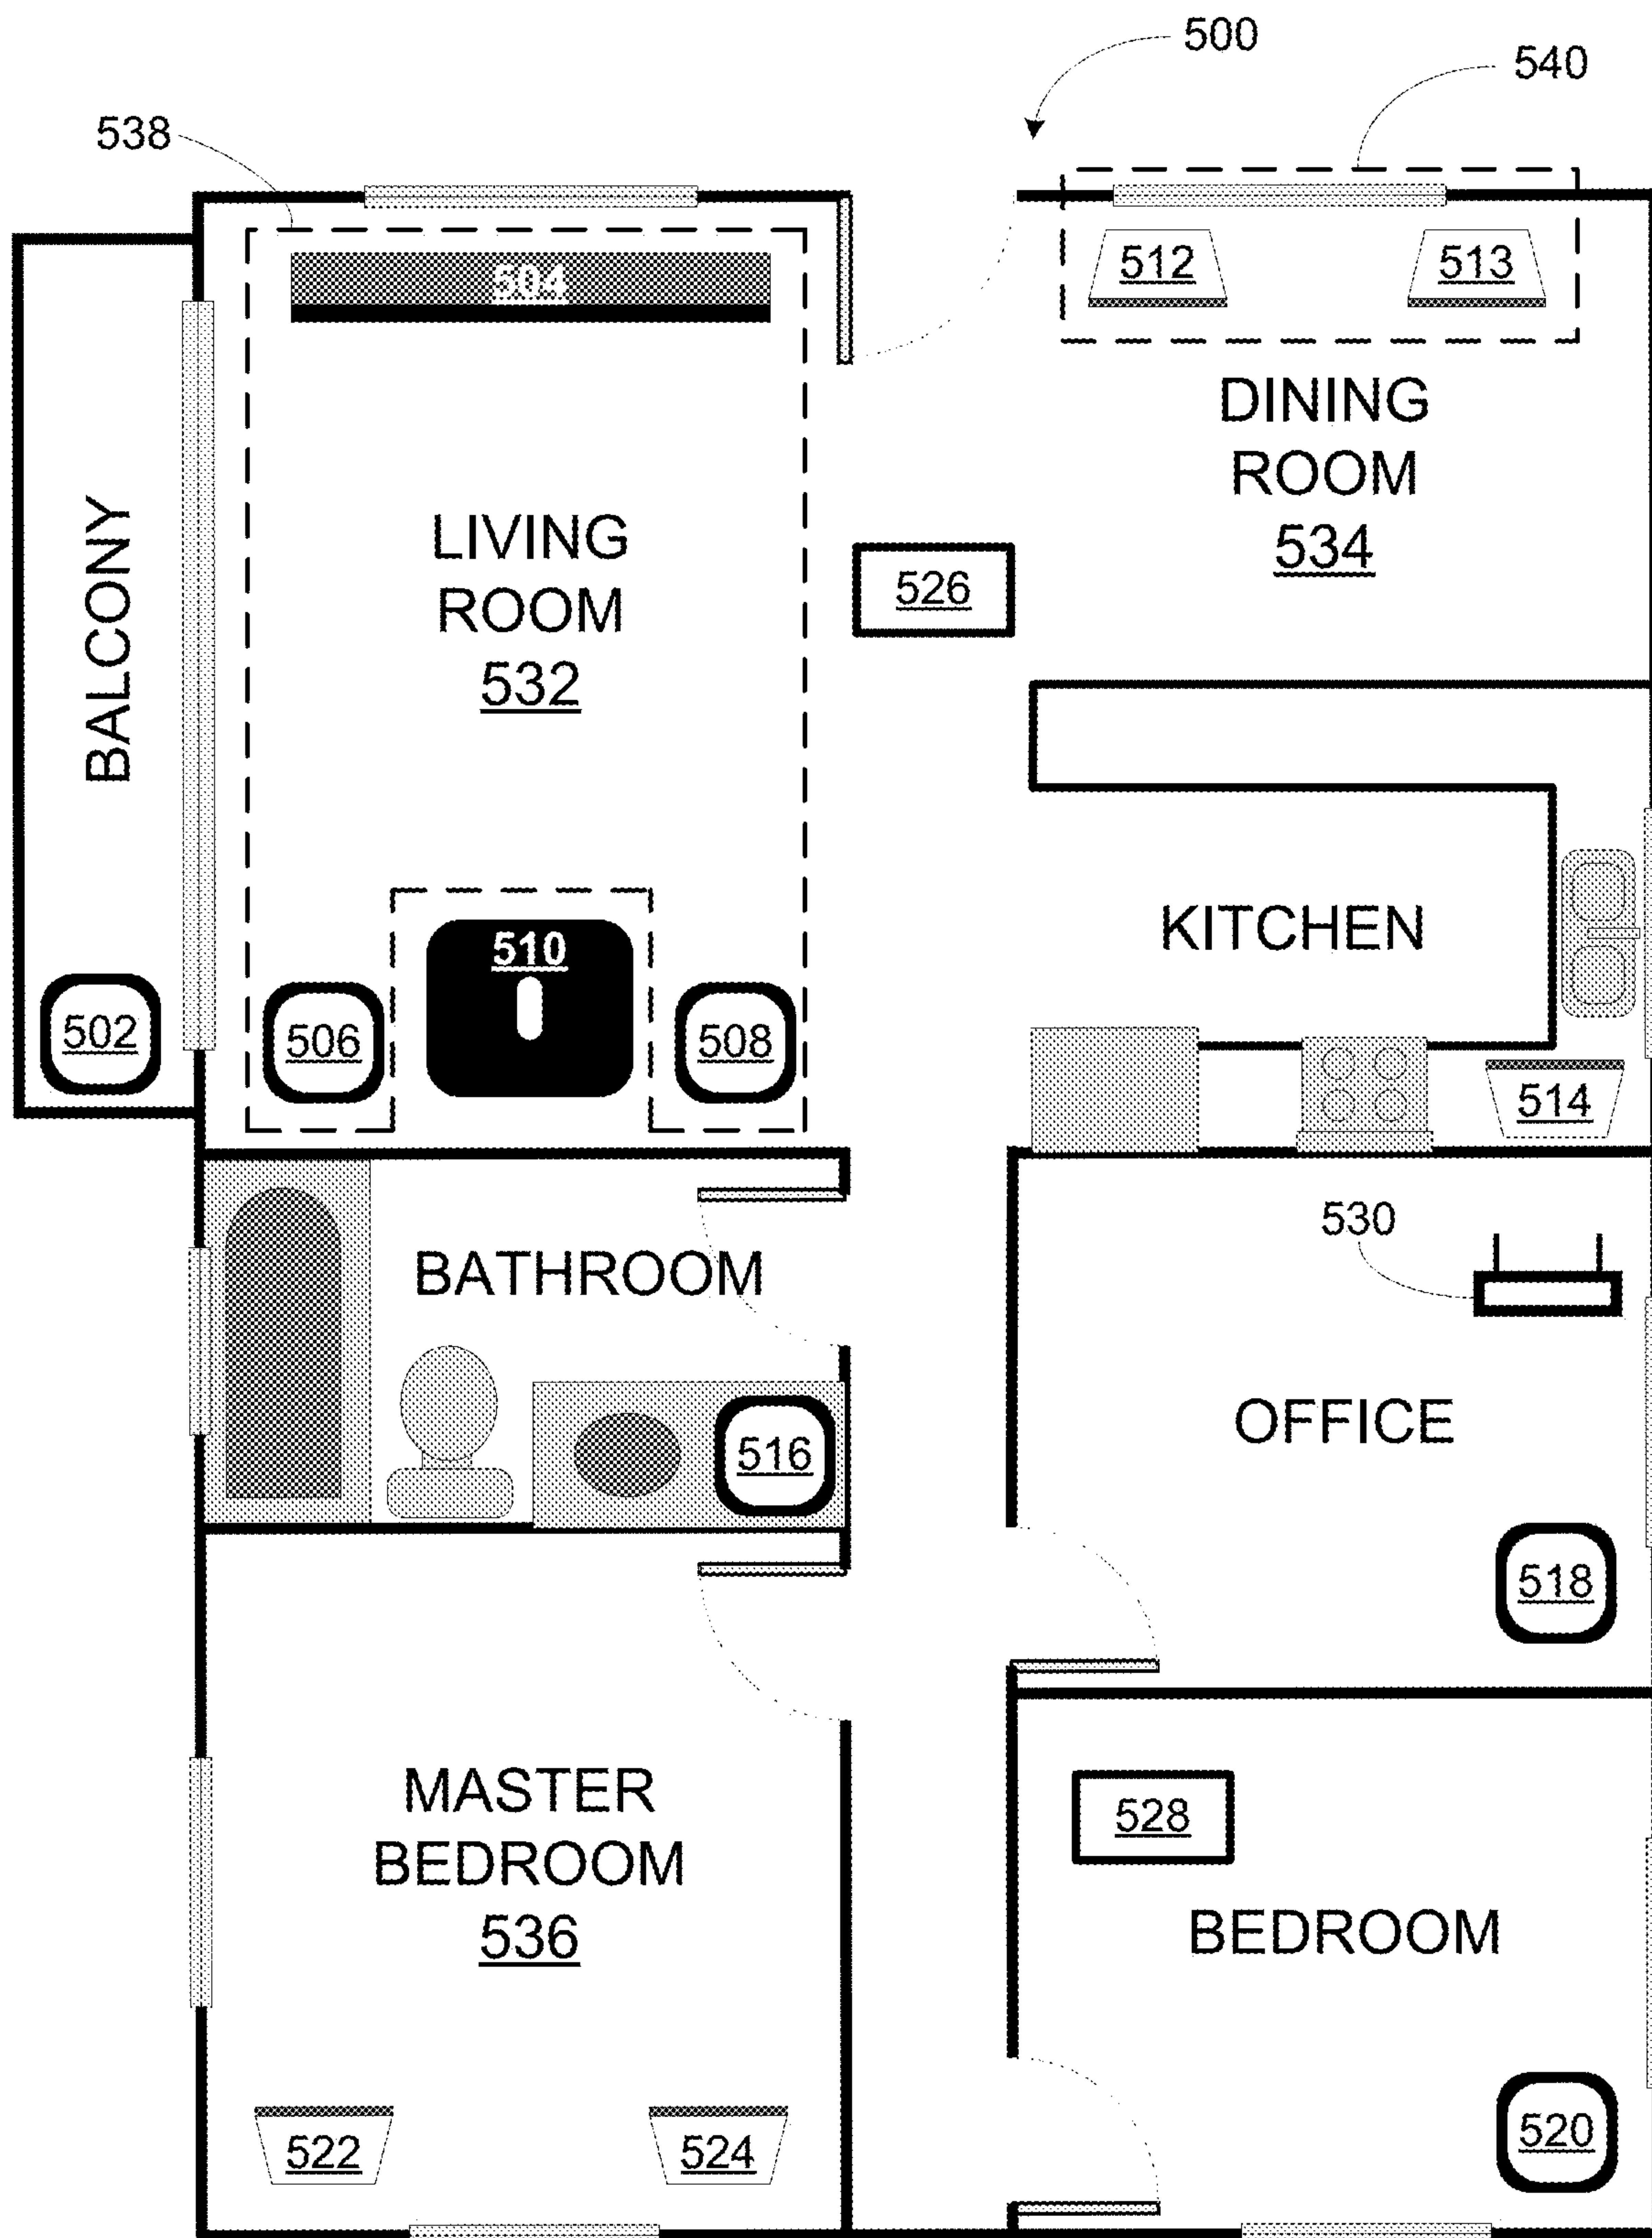 500
540
538
504
512
513
DINING
ROOM
534
BALCONY
LIVING
ROOM
532
526
KITCHEN
510
502
506
508
514
530
BATHROOM
OFFICE
516
518
MASTER
BEDROOM
536
528
BEDROOM
522
524
520